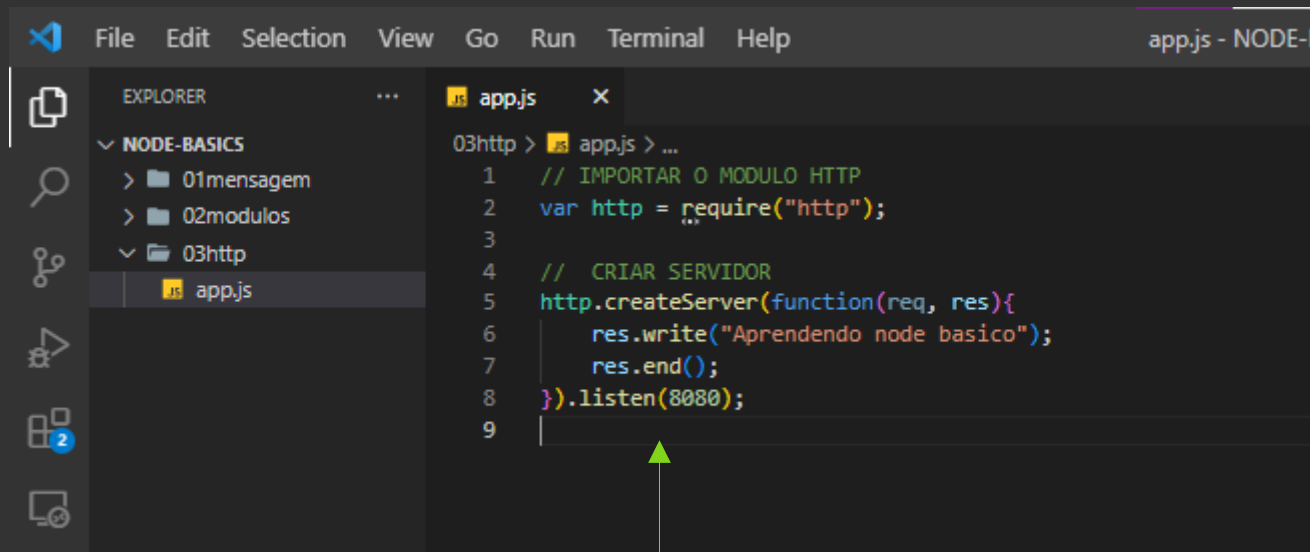 File Edit Selection View Go Run Terminal Help app.js - NODE-
EXPLORER ...
NODE-BASICS
01mensagem
02modulos
03http
JS app.js
2
JS app.js ×
03http > JS app.js > ...
1 // IMPORTAR O MODULO HTTP
2 var http = require("http");
3
4 //  CRIAR SERVIDOR
5 http.createServer(function(req, res){
6     res.write("Aprendendo node basico");
7     res.end();
8 }).listen(8080);
9